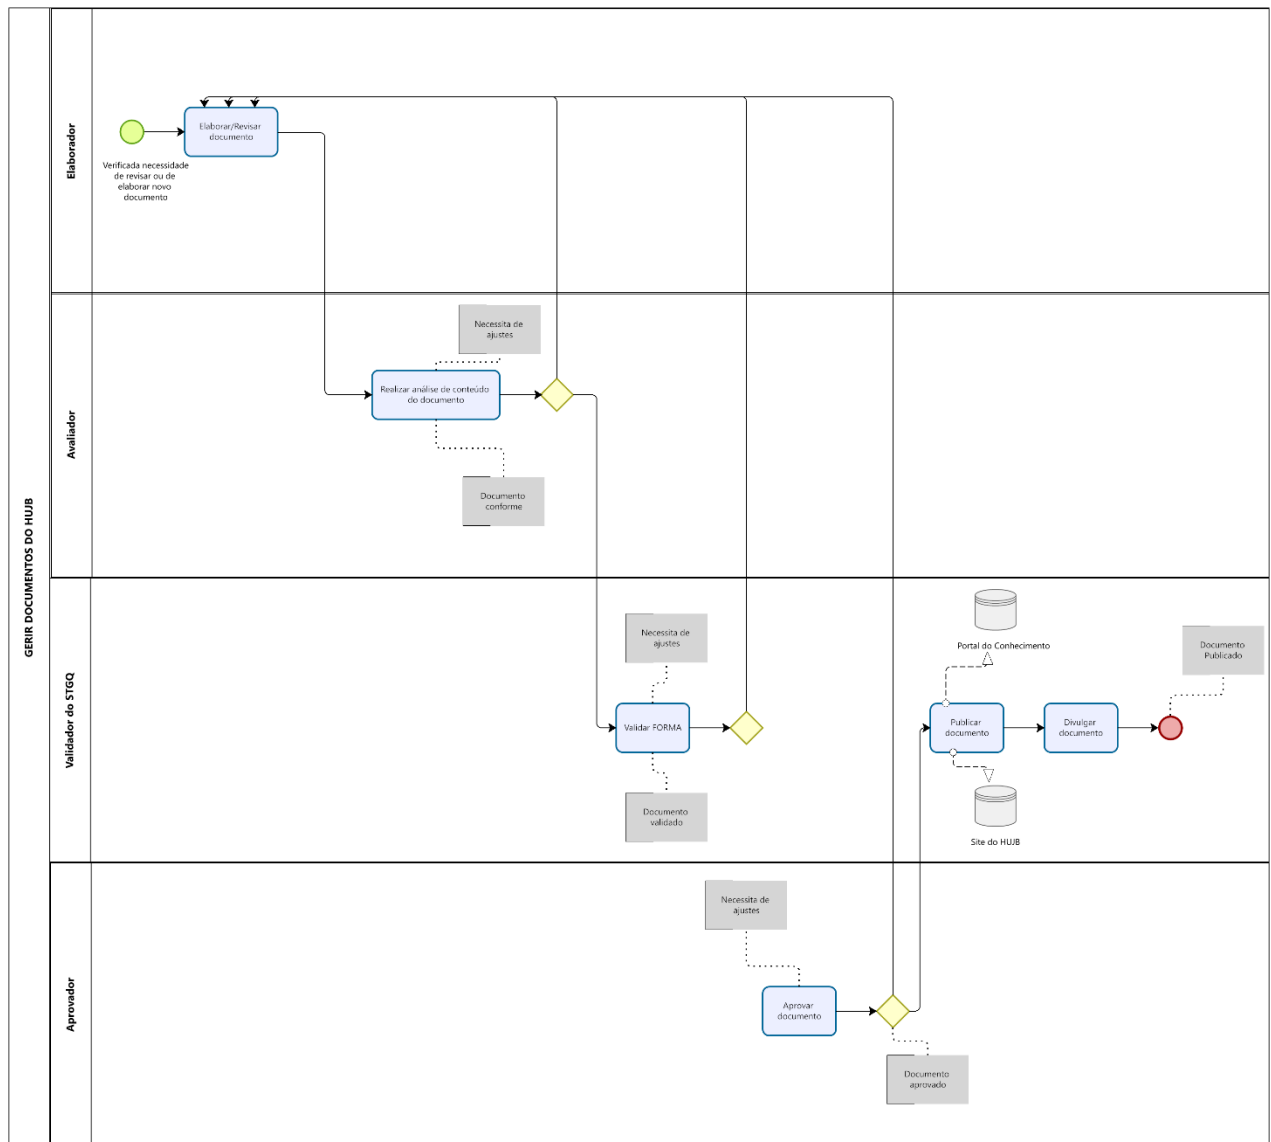 GERIR DOCUMENTOS DO HUJB
Elaborador
Verificada necessidade
de revisar ou de
elaborar novo
documento
Elaborar/Revisar
documento
Avaliador
Necessita de
ajustes
Realizar análise de conteúdo
do documento
Documento
conforme
Validador do STGQ
Necessita de
ajustes
Validar FORMA
Documento
validado
Portal do Conhecimento
Publicar
documento
Site do HUJB
Divulgar
documento
Documento
Publicado
Aprovador
Necessita de
ajustes
Aprovar
documento
Documento
aprovado